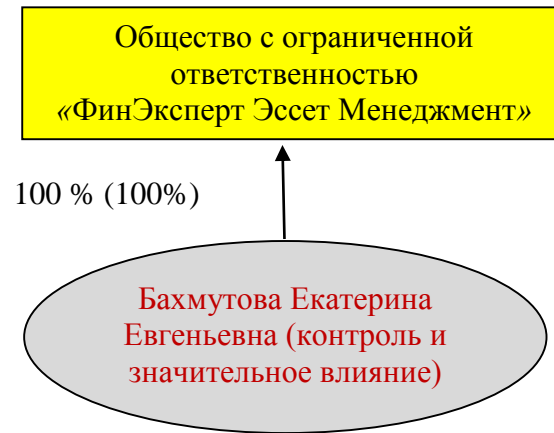 Общество с ограниченной
ответственностью
«ФинЭксперт Эссет Менеджмент»
100 % (100%)
Бахмутова Екатерина
Евгеньевна (контроль и
значительное влияние)